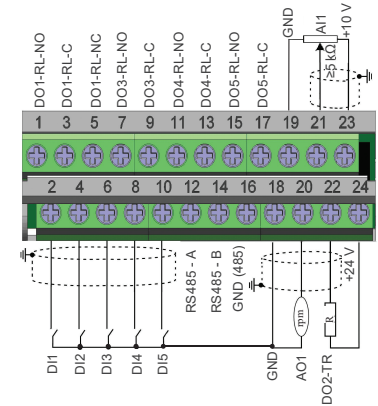 DO1-RL-NO
DO1-RL-C
DO1-RL-NC
DO3-RL-NO
DO3-RL-C
DO4-RL-NO
DO4-RL-C
DO5-RL-NO
DO5-RL-C
GND
AI1
+10 V
≥5 kΩ
1 3 5 7 9 11 13 15 17 19 21 23
2 4 6 8 10 12 14 16 18 20 22 24
DI1
DI2
DI3
DI4
DI5
RS485 - A
RS485 - B
GND (485)
GND
AO1
rpm
DO2-TR
R
+24 V